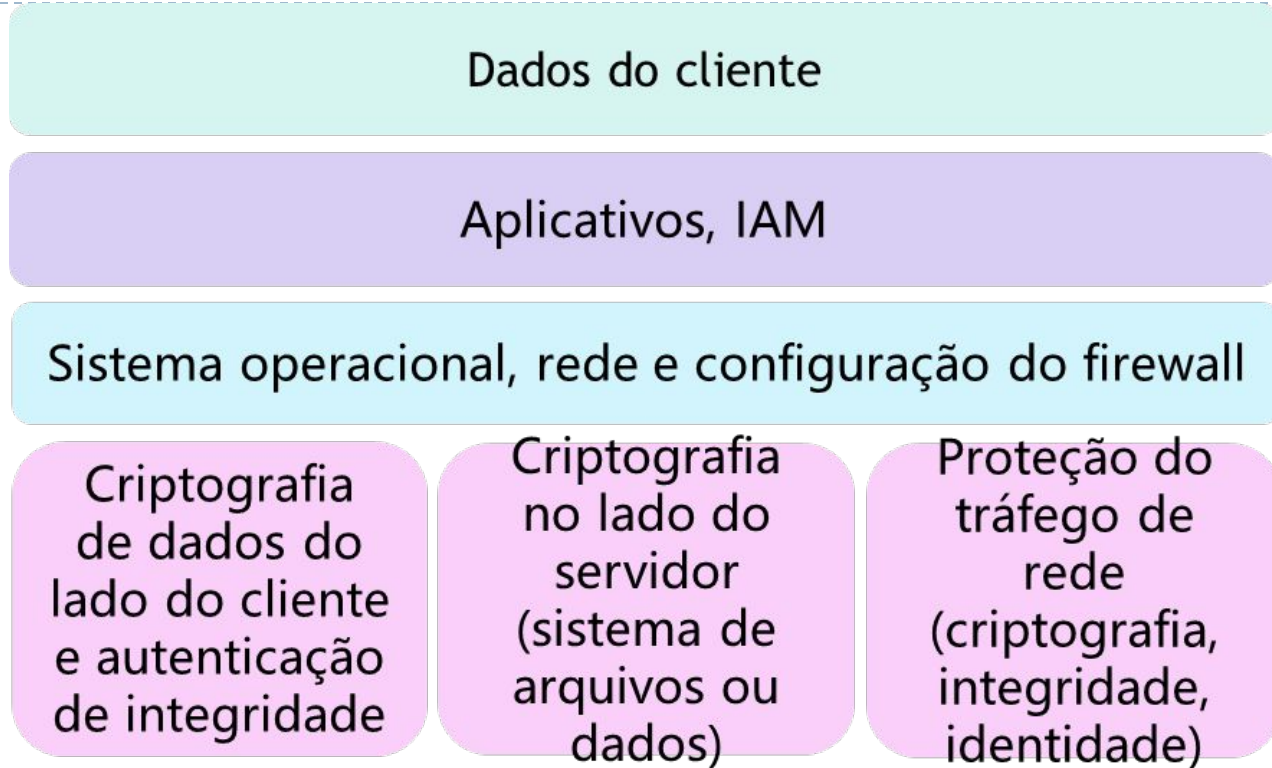 Dados do cliente
Aplicativos, IAM
Sistema operacional, rede e configuração do firewall
Criptografia
de dados do
lado do cliente
e autenticação
de integridade
Criptografia
no lado do
servidor
(sistema de
arquivos ou
dados)
Proteção do
tráfego de
rede
(criptografia,
integridade,
identidade)